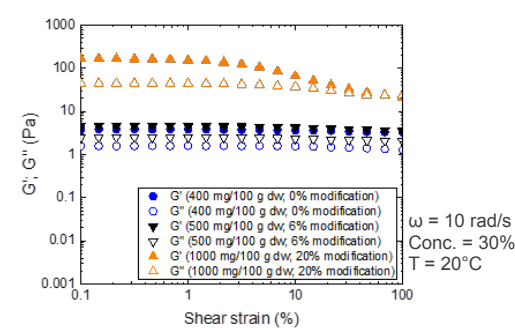 1000
100
10
1
0.1
0.01
0.001
G'; G'' (Pa)
G' (400 mg/100 g dw; 0% modification)
G'' (400 mg/100 g dw; 0% modification)
G' (500 mg/100 g dw; 6% modification)
G'' (500 mg/100 g dw; 6% modification)
G' (1000 mg/100 g dw; 20% modification)
G'' (1000 mg/100 g dw; 20% modification)
ω = 10 rad/s
Conc. = 30%
T = 20°C
0.1 1 10 100
Shear strain (%)